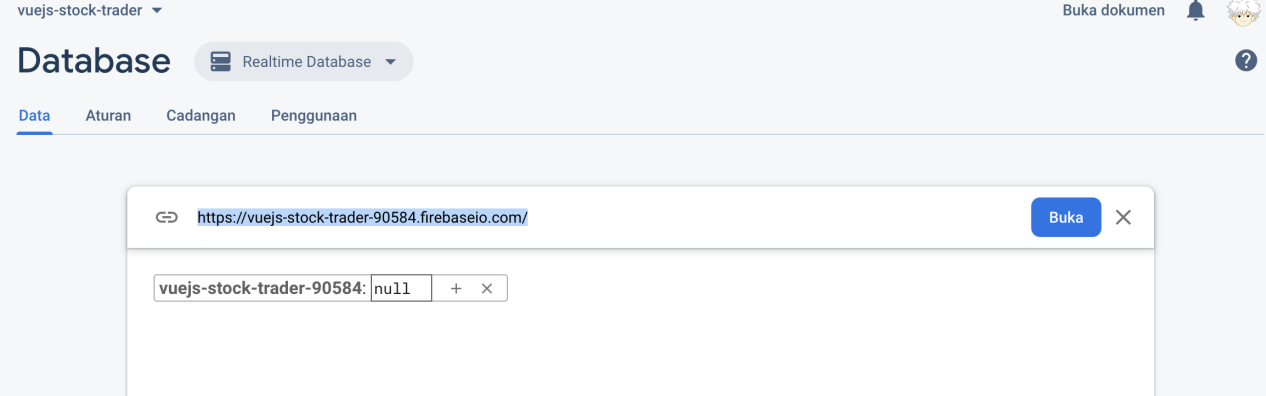 vuejs-stock-trader Buka dokumen
Database Realtime Database ?
Data Aturan Cadangan Penggunaan
https://vuejs-stock-trader-90584.firebaseio.com/ Buka
vuejs-stock-trader-90584: null + ×